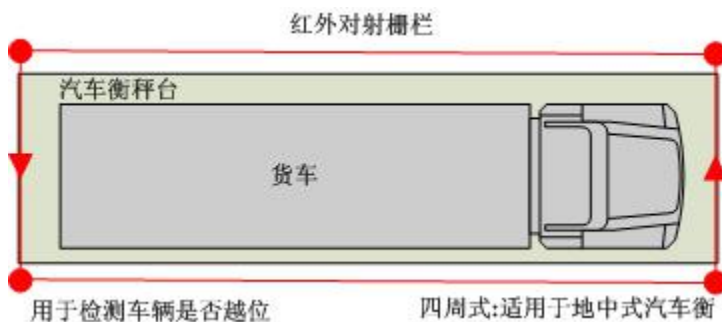 红外对射栅栏
汽车衡秤台
货车
用于检测车辆是否越位
四周式:适用于地中式汽车衡